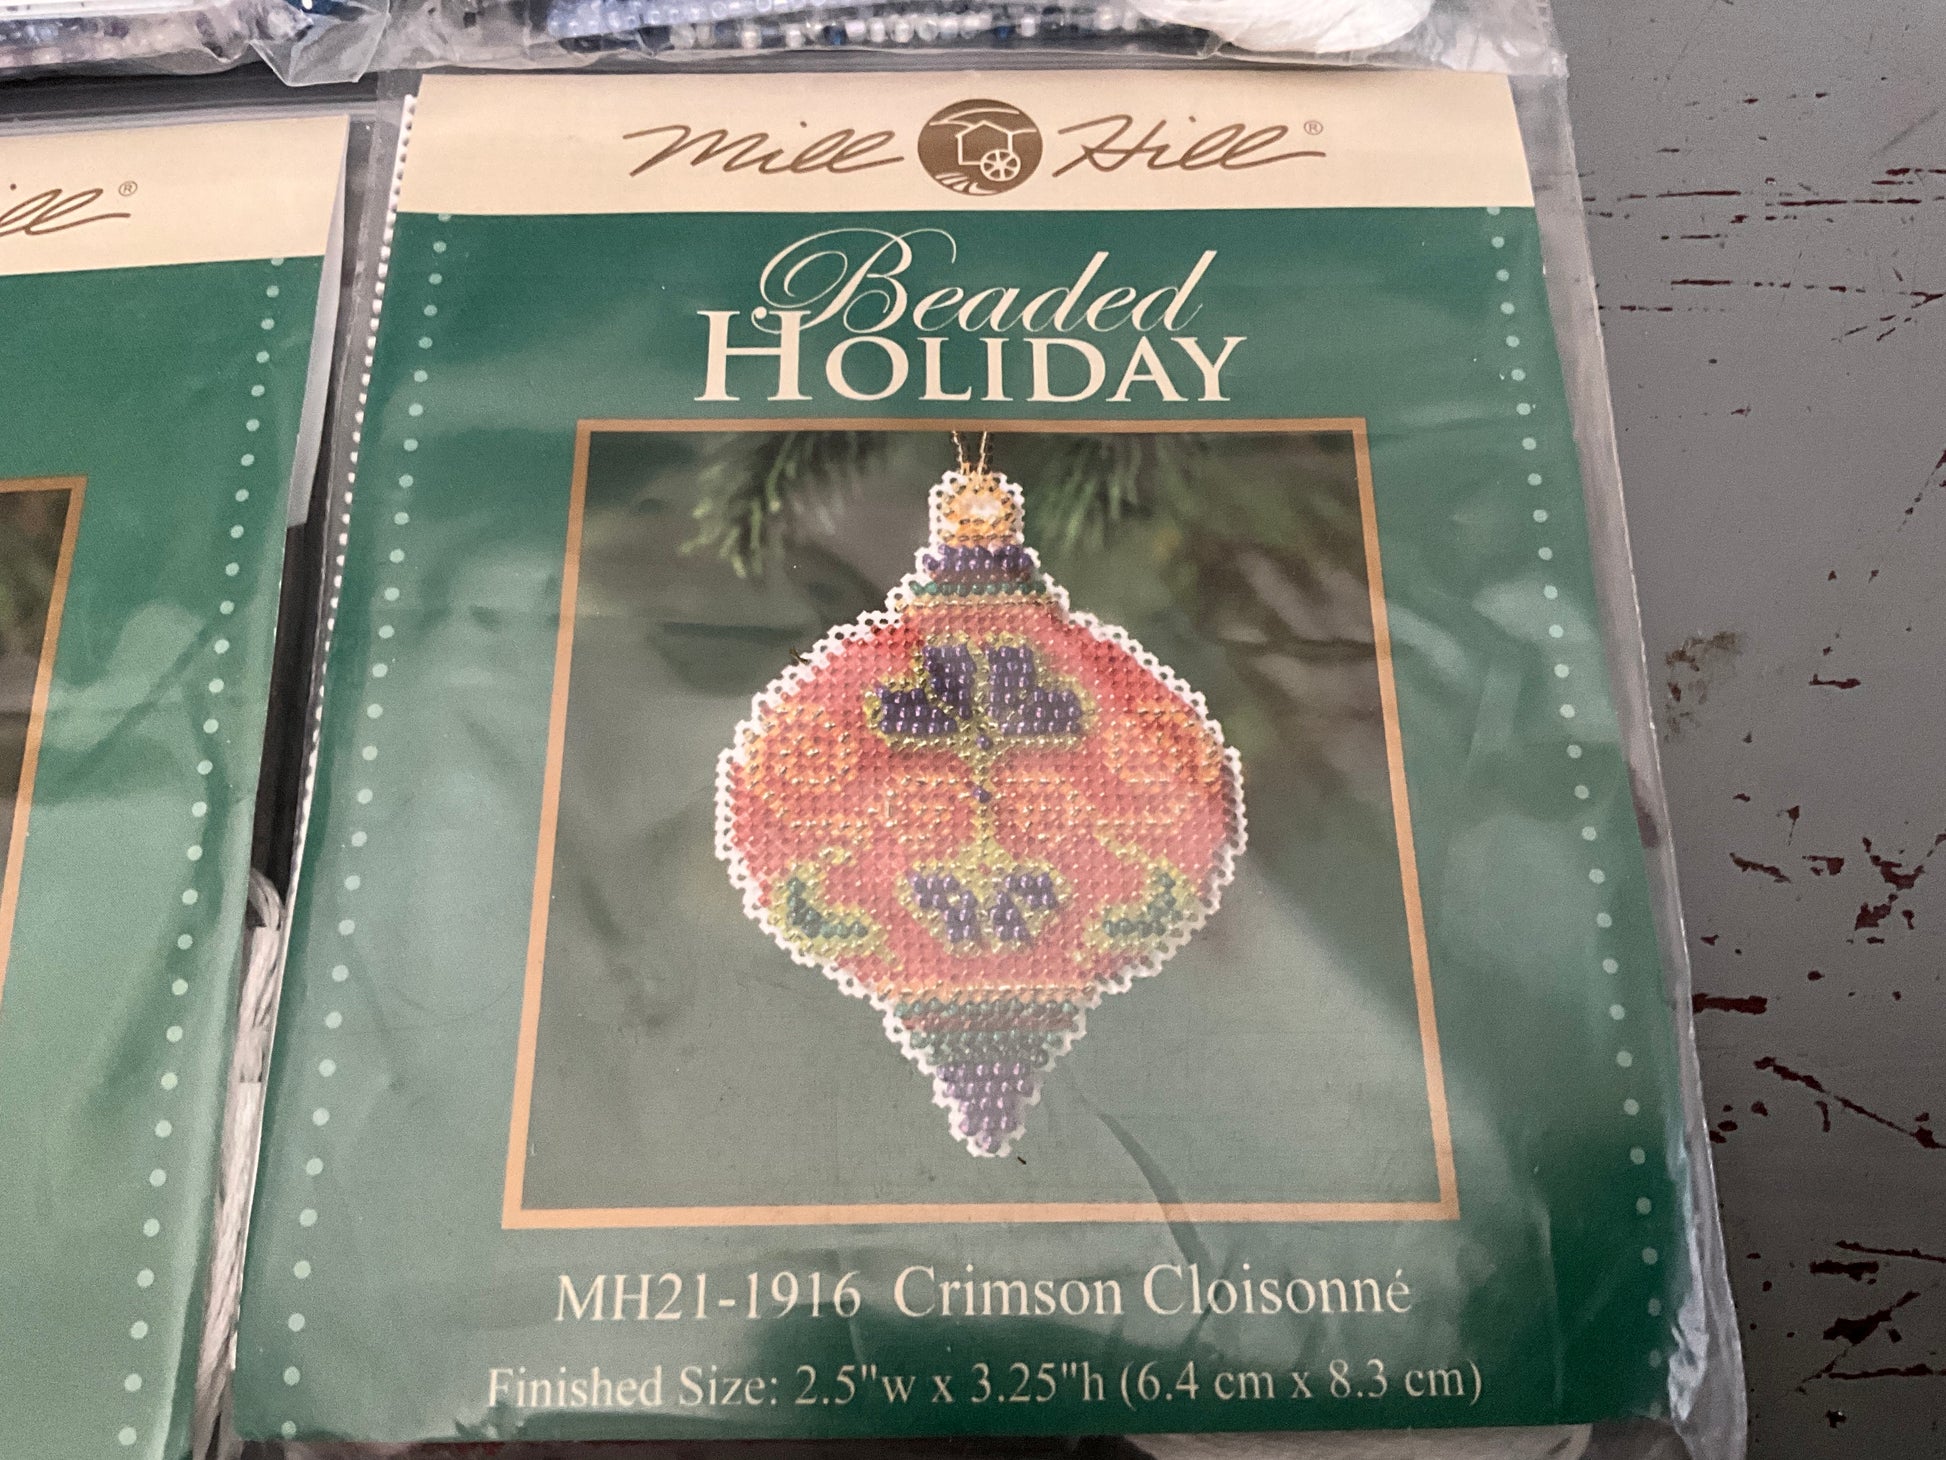 ill®
Mill Hill®
Beaded
HOLIDAY
MH21-1916 Crimson Cloisonné
Finished Size: 2.5"w x 3.25"h (6.4 cm x 8.3 cm)